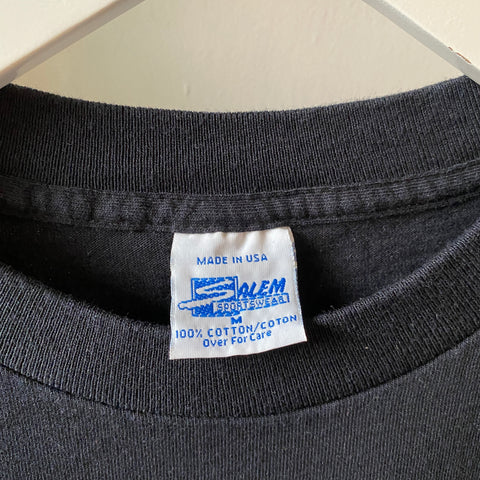 MADE IN USA
SALEM
SPORTSWEAR
M
100% COTTON/COTON
Over For Care